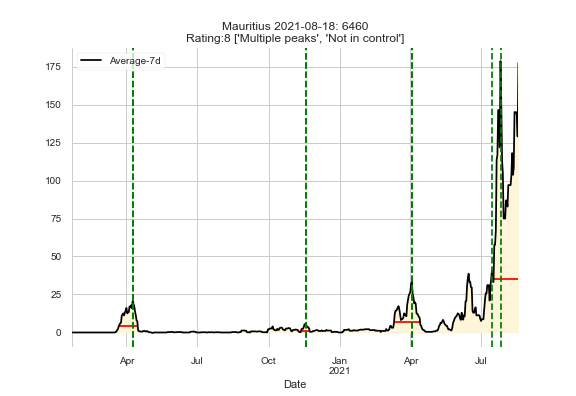 Mauritius 2021-08-18: 6460
Rating:8 ['Multiple peaks', 'Not in control']
Average-7d
175
150
125
100
75
50
25
0
Apr
Jul
Oct
Jan
2021
Apr
Jul
Date